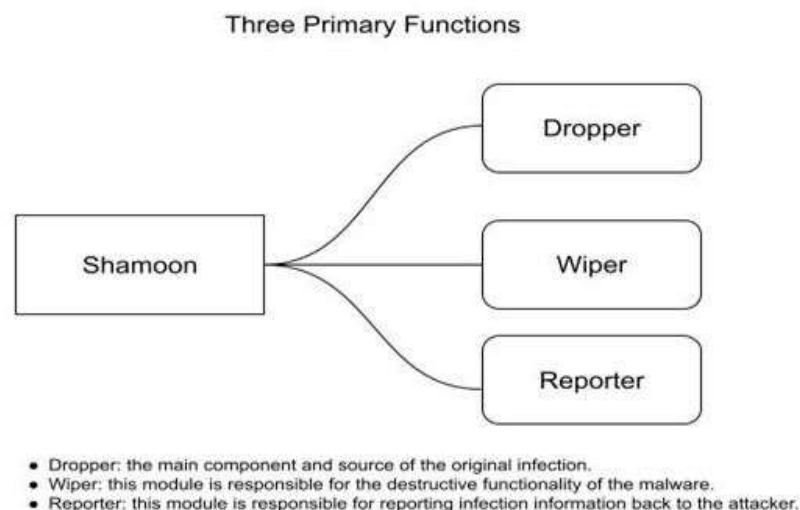 Three Primary Functions
Dropper
Shamoon
Wiper
Reporter
● Dropper: the main component and source of the original infection.
● Wiper: this module is responsible for the destructive functionality of the malware.
● Reporter: this module is responsible for reporting infection information back to the attacker.